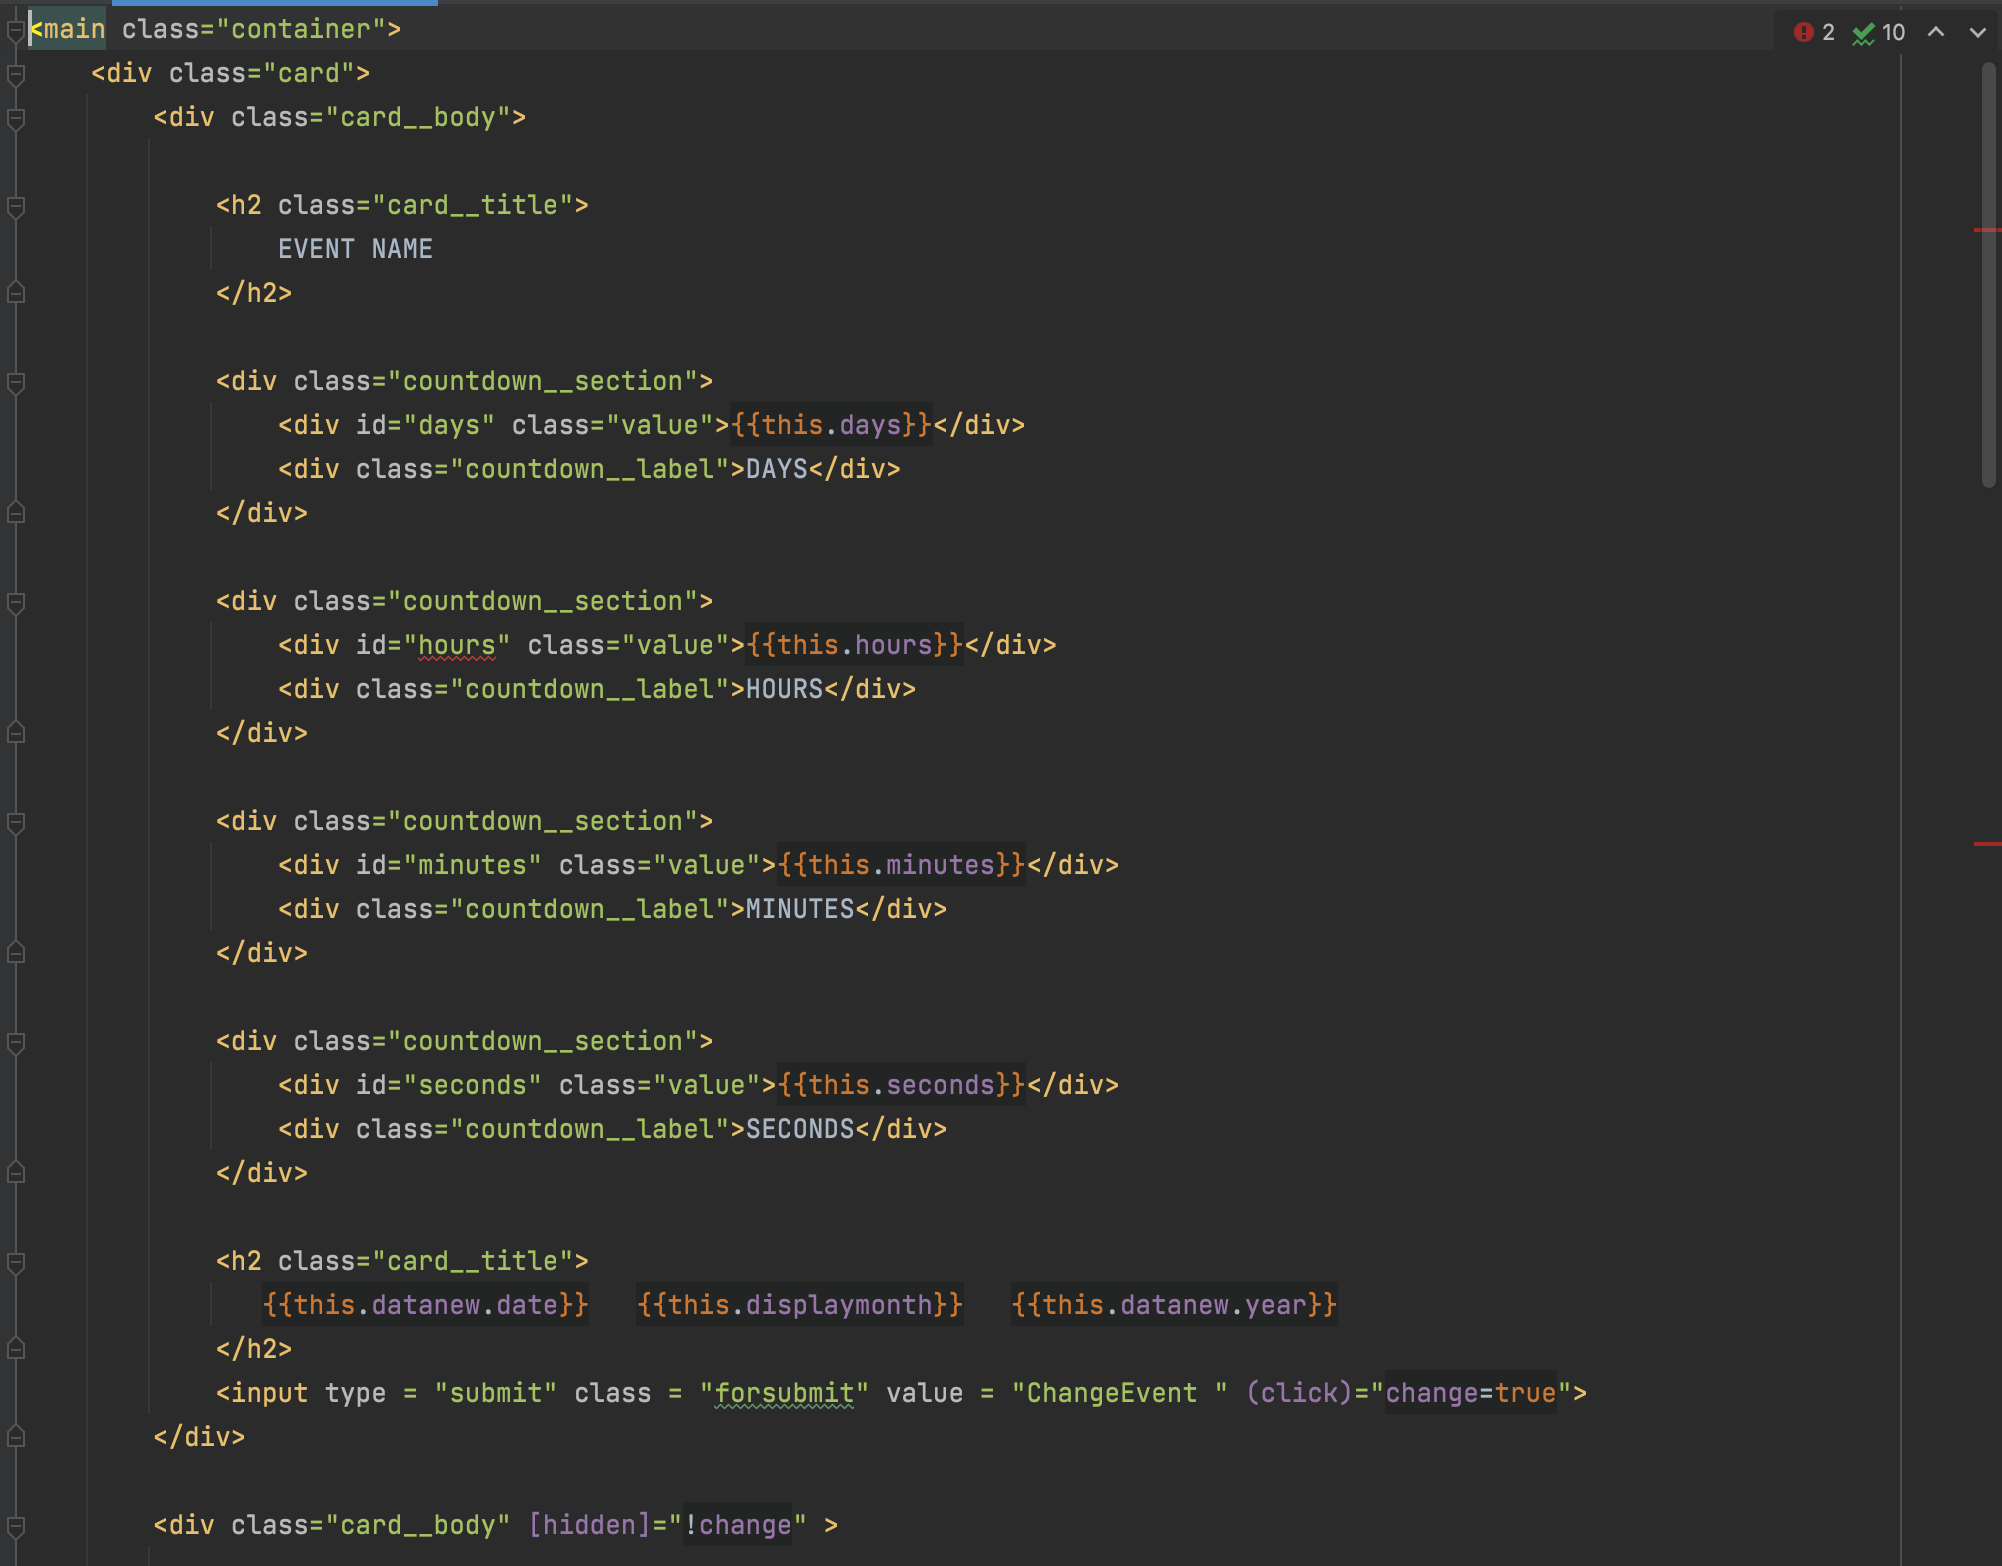 <main class="container">
2 10
<div class="card">
<div class="card__body">
<h2 class="card__title">
EVENT NAME
</h2>
<div class="countdown__section">
<div id="days" class="value">{{this.days}}</div>
<div class="countdown__label">DAYS</div>
</div>
<div class="countdown__section">
<div id="hours" class="value">{{this.hours}}</div>
<div class="countdown__label">HOURS</div>
</div>
<div class="countdown__section">
<div id="minutes" class="value">{{this.minutes}}</div>
<div class="countdown__label">MINUTES</div>
</div>
<div class="countdown__section">
<div id="seconds" class="value">{{this.seconds}}</div>
<div class="countdown__label">SECONDS</div>
</div>
<h2 class="card__title">
{{this.datanew.date}}   {{this.displaymonth}}   {{this.datanew.year}}
</h2>
<input type = "submit" class = "forsubmit" value = "ChangeEvent " (click)="change=true">
</div>
<div class="card__body" [hidden]="!change" >